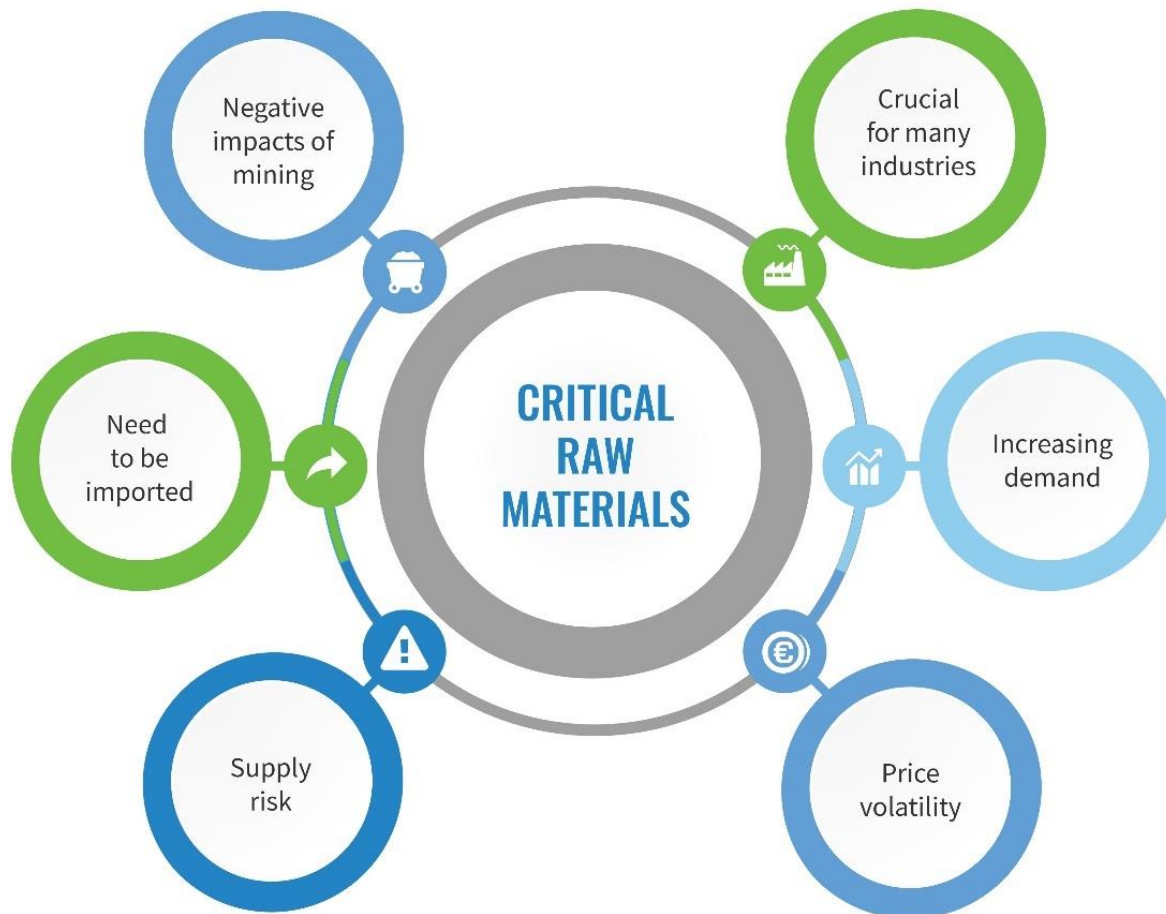 Negative
impacts of
mining
Crucial
for many
industries
Need
to be
imported
CRITICAL
RAW
MATERIALS
Increasing
demand
Supply
risk
Price
volatility
€